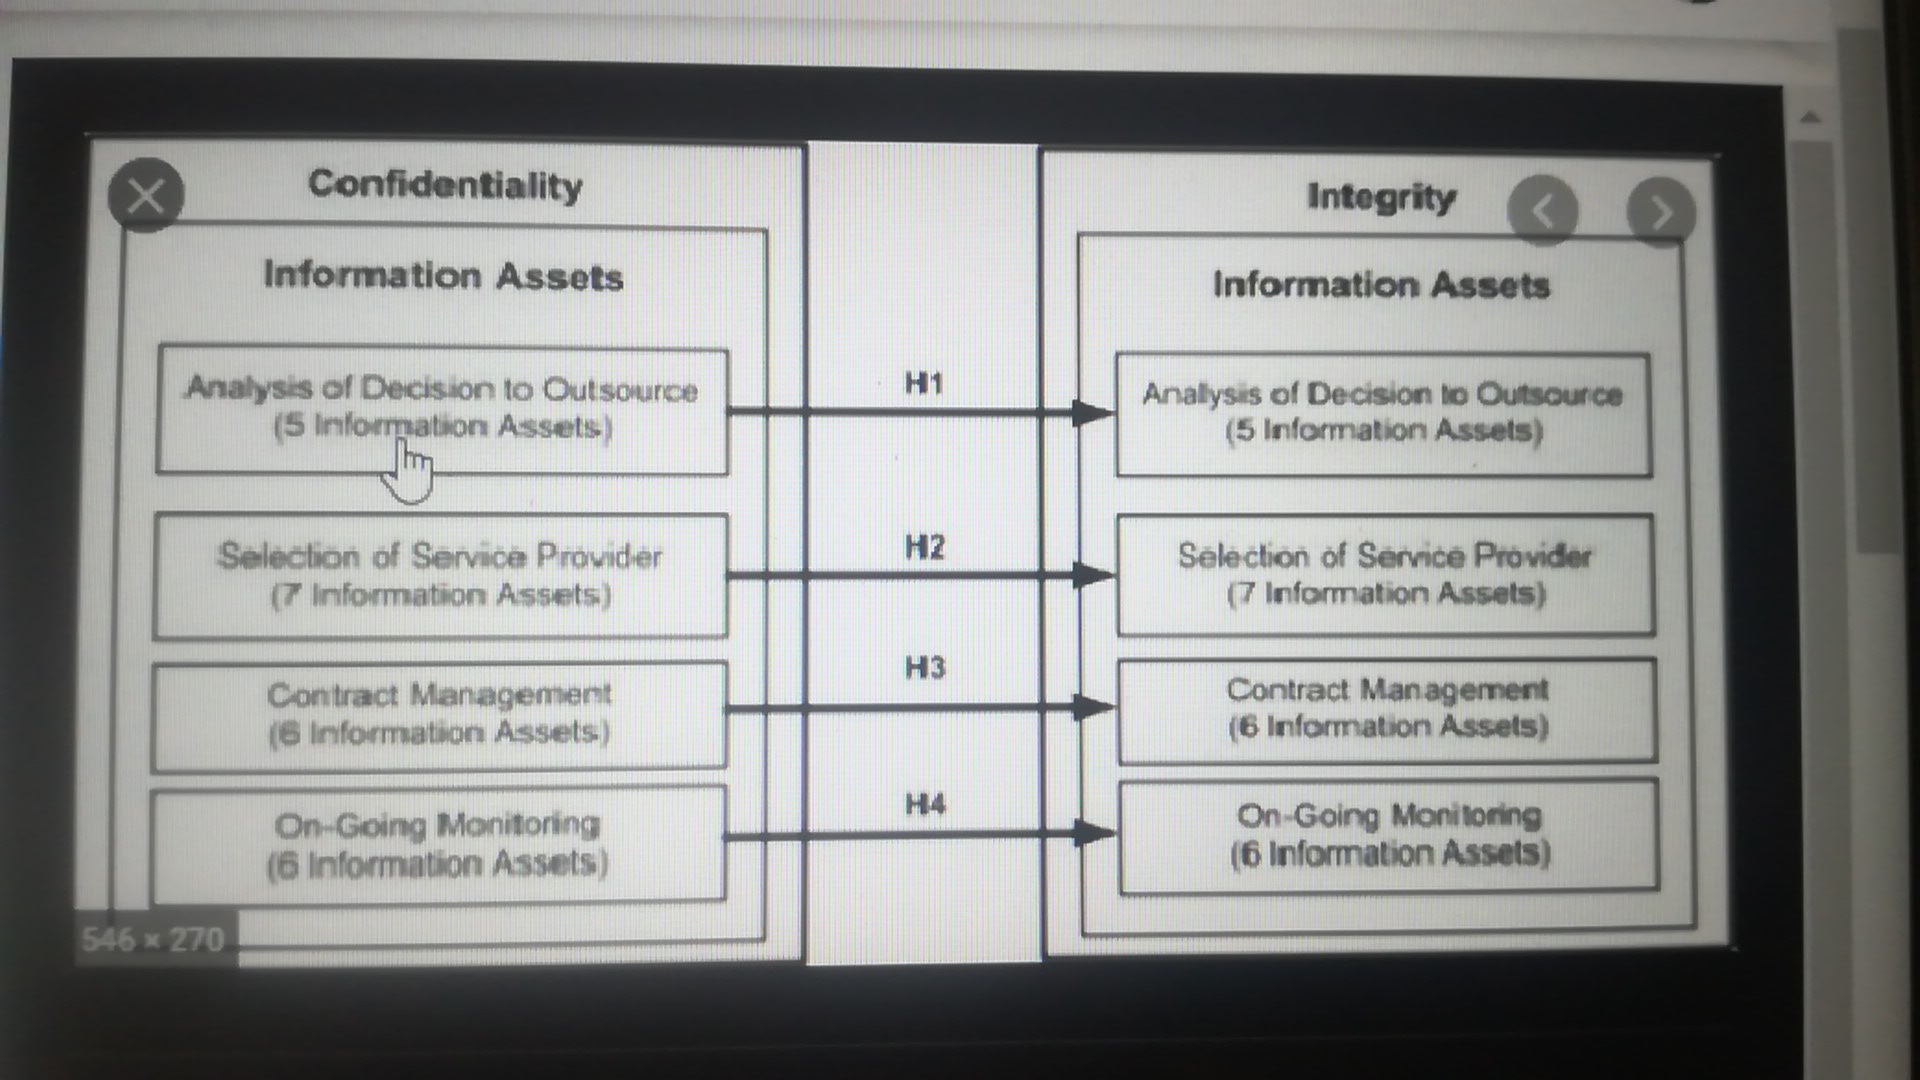 Confidentiality
Information Assets
Analysis of Decision to Outsource
(5 Information Assets)
Selection of Service Provider
(7 Information Assets)
Contract Management
(6 Information Assets)
On-Going Monitoring
(6 Information Assets)
H1
H2
H3
H4
Integrity
Information Assets
Analysis of Decision to Outsource
(5 Information Assets)
Selection of Service Provider
(7 Information Assets)
Contract Management
(6 Information Assets)
On-Going Monitoring
(6 Information Assets)
546 × 270